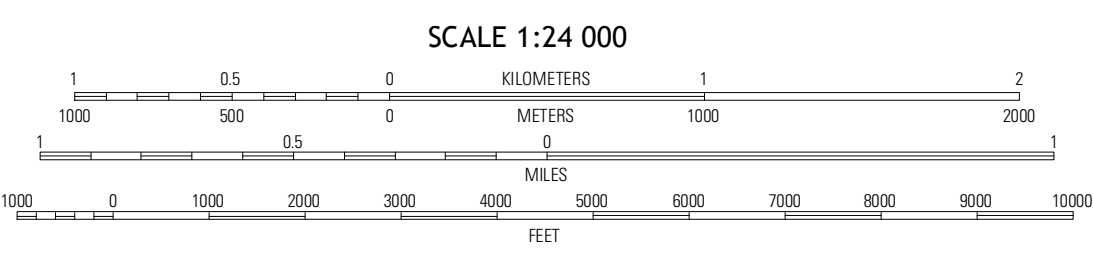 SCALE 1:24 000
1 0.5 0 KILOMETERS 1 2
1000 500 0 METERS 1000 2000
1 0.5 0 1
MILES
1000 0 1000 2000 3000 4000 5000 6000 7000 8000 9000 10000
FEET